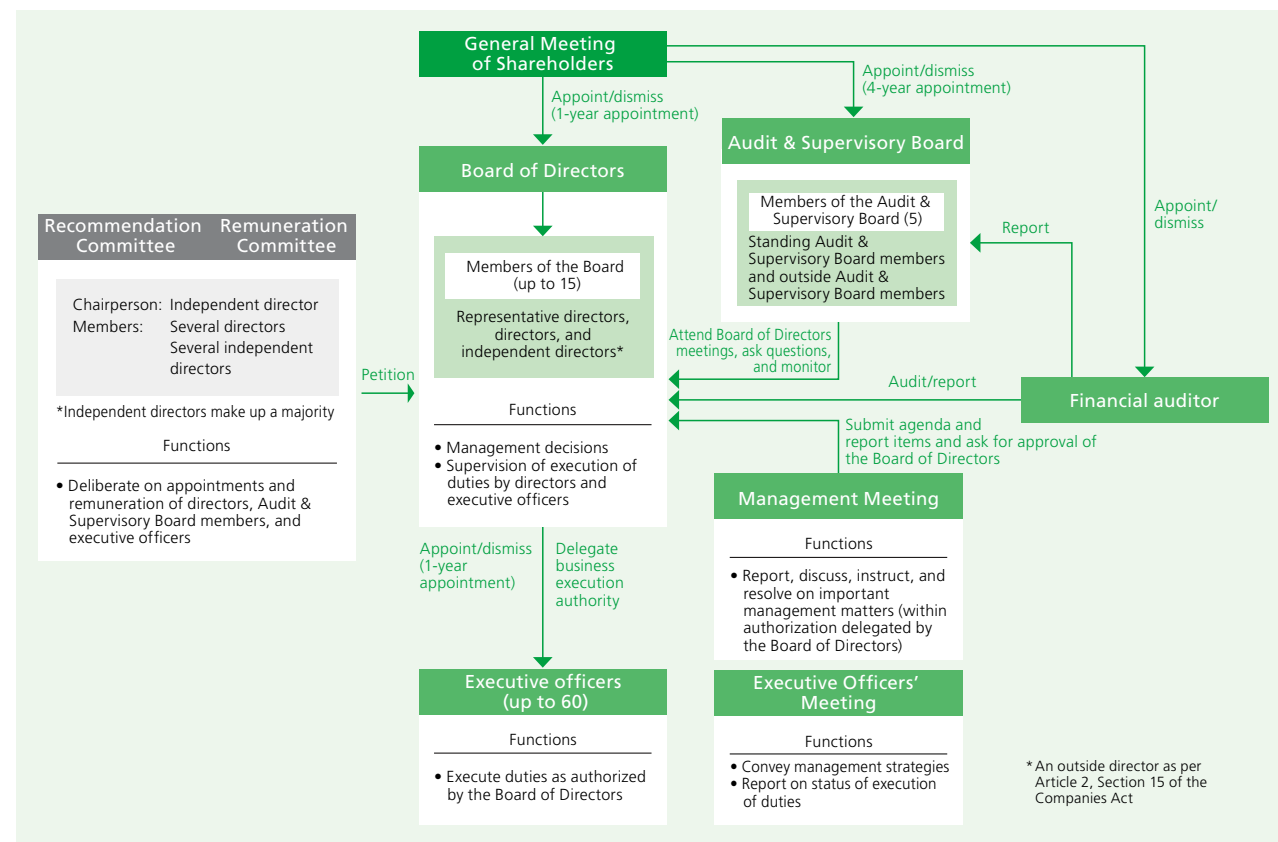 General Meeting
of Shareholders
Appoint/dismiss
(1-year appointment)
Appoint/dismiss
(4-year appointment)
Appoint/
dismiss
Audit & Supervisory Board
Members of the Audit &
Supervisory Board (5)
Standing Audit &
Supervisory Board members
and outside Audit &
Supervisory Board members
Report
Board of Directors
Members of the Board
(up to 15)
Representative directors,
directors, and
independent directors*
Functions
• Management decisions
• Supervision of execution of
duties by directors and
executive officers
Recommendation
Committee
Remuneration
Committee
Chairperson: Independent director
Members: Several directors
Several independent
directors
*Independent directors make up a majority
Functions
• Deliberate on appointments and
remuneration of directors, Audit &
Supervisory Board members, and
executive officers
Petition
Attend Board of Directors
meetings, ask questions,
and monitor
Audit/report
Financial auditor
Submit agenda and
report items and ask for approval of
the Board of Directors
Management Meeting
Functions
• Report, discuss, instruct, and
resolve on important
management matters (within
authorization delegated by
the Board of Directors)
Appoint/dismiss
(1-year
appointment)
Delegate
business
execution
authority
Executive officers
(up to 60)
Functions
• Execute duties as authorized
by the Board of Directors
Executive Officers'
Meeting
Functions
• Convey management strategies
• Report on status of execution
of duties
* An outside director as per
Article 2, Section 15 of the
Companies Act